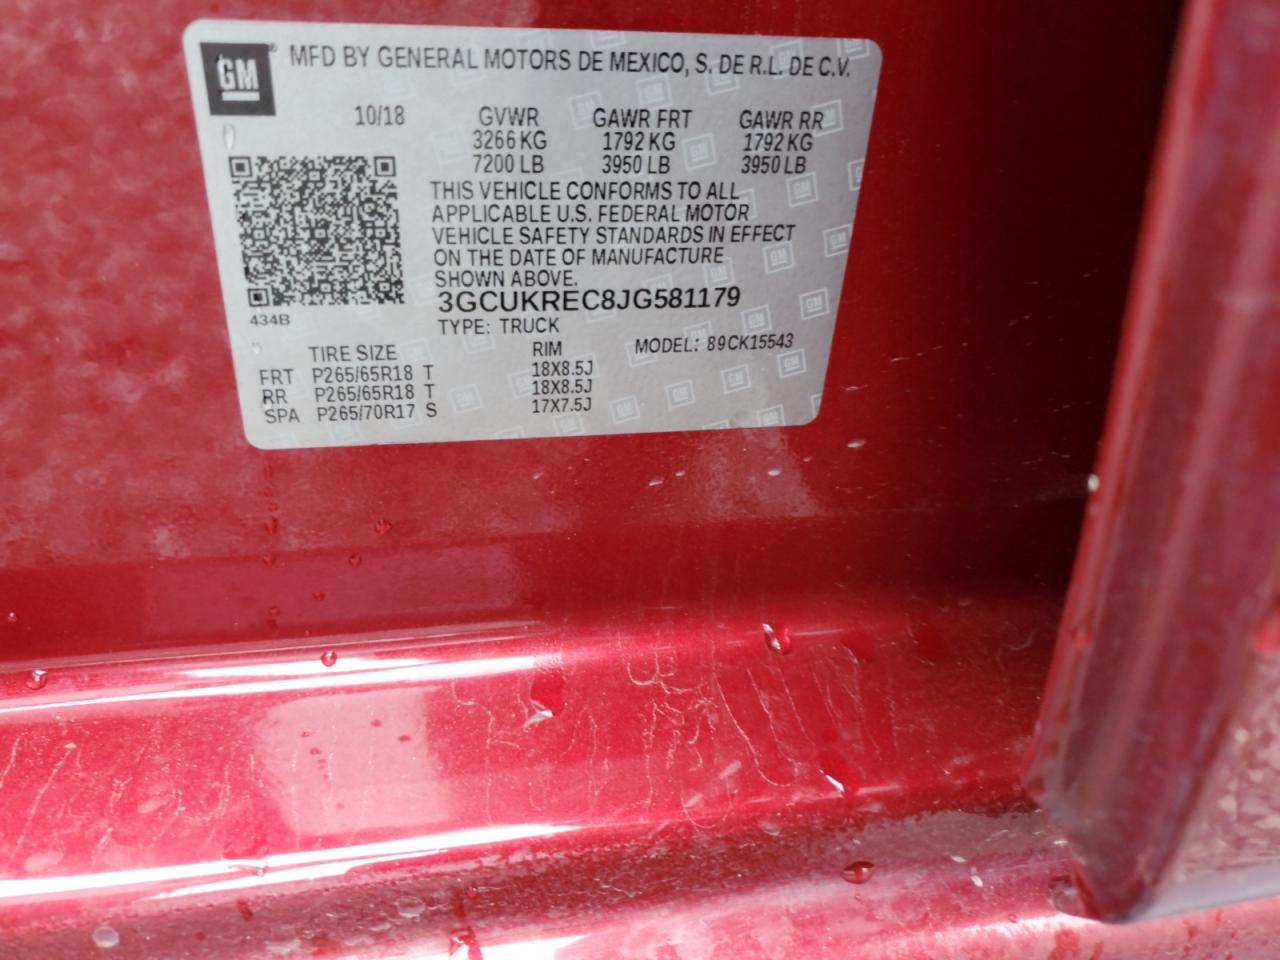 GM
MFD BY GENERAL MOTORS DE MEXICO, S. DE R.L. DE C.V.
10/18 GVWR GAWR FRT GAWR RR
3266 KG 1792 KG 1792 KG
7200 LB 3950 LB 3950 LB
THIS VEHICLE CONFORMS TO ALL
APPLICABLE U.S. FEDERAL MOTOR
VEHICLE SAFETY STANDARDS IN EFFECT
ON THE DATE OF MANUFACTURE
SHOWN ABOVE.
3GCUKREC8JG581179
434B
TYPE: TRUCK
MODEL: 89CK15543
TIRE SIZE RIM
FRT P265/65R18 T 18X8.5J
RR P265/65R18 T 18X8.5J
SPA P265/70R17 S 17X7.5J